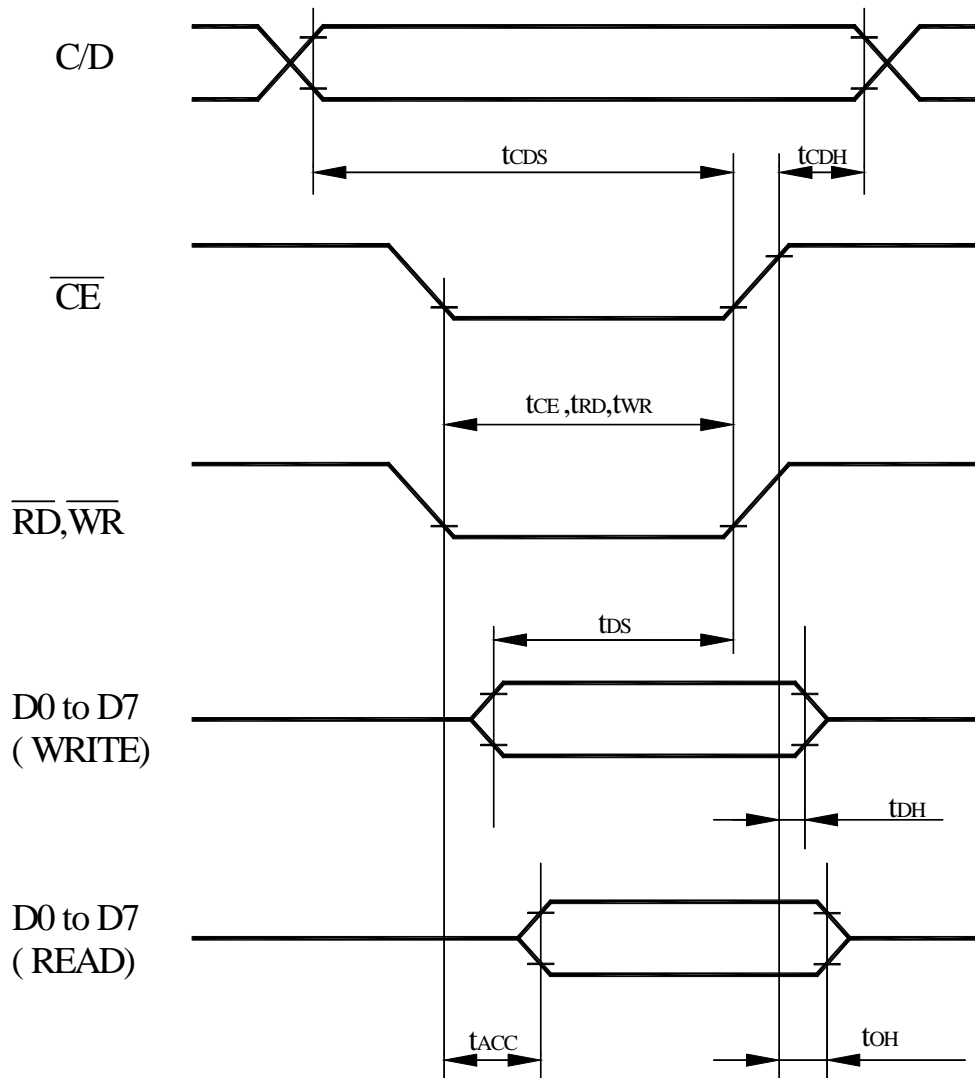 C/D
tCDS
tCDH
CE
tCE ,tRD,tWR
RD,WR
tDS
D0 to D7
( WRITE)
tDH
D0 to D7
( READ)
tACC
tOH